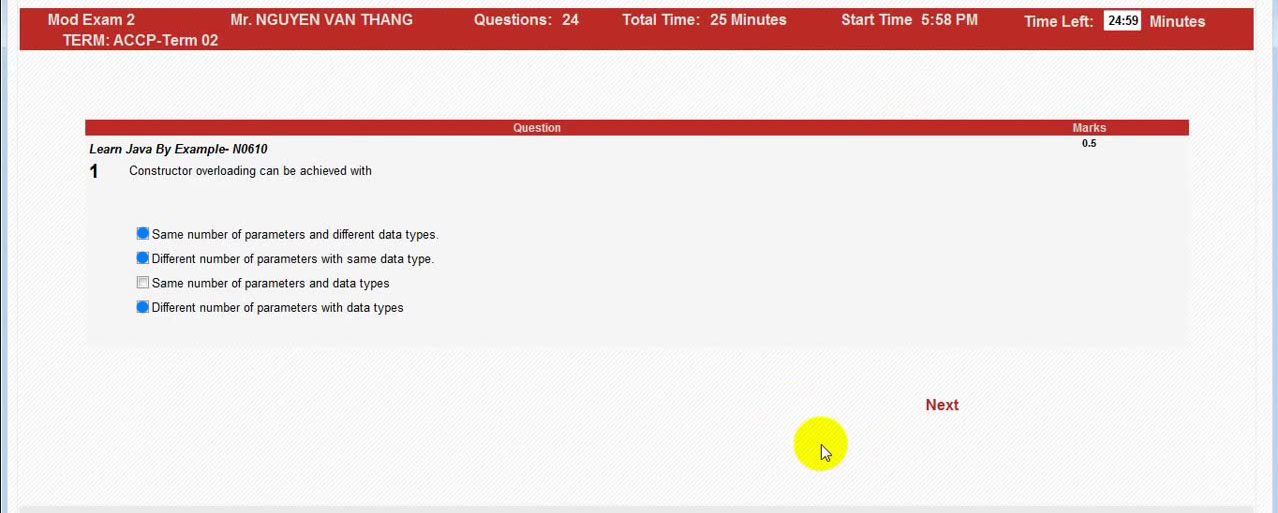 Mod Exam 2 Mr. NGUYEN VAN THANG Questions: 24 Total Time: 25 Minutes Start Time 5:58 PM Time Left: 24:59 Minutes
TERM: ACCP-Term 02
Question Marks
Learn Java By Example- N0610 0.5
1 Constructor overloading can be achieved with
Same number of parameters and different data types.
Different number of parameters with same data type.
Same number of parameters and data types
Different number of parameters with data types
Next